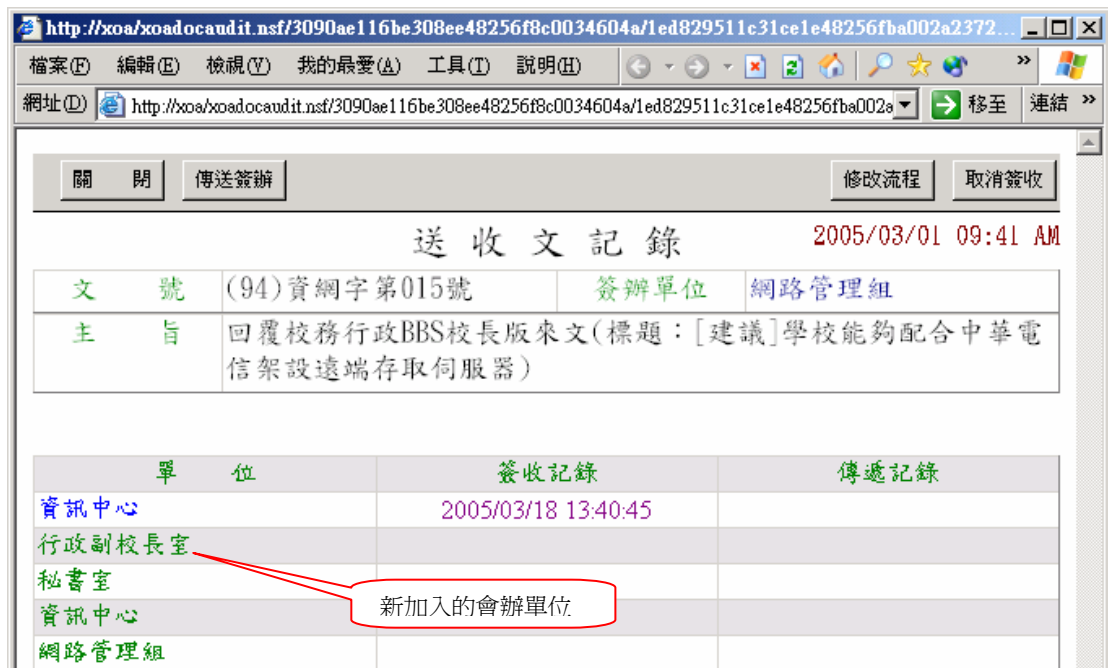 http://xoa/xoadocaudit.nsf/3090ae116be308ee48256f8c0034604a/1ed829511c31ce1e48256fba002a2372...
檔案(F) 編輯(E) 檢視(V) 我的最愛(A) 工具(T) 說明(H) »
網址(D) http://xoa/xoadocaudit.nsf/3090ae116be308ee48256f8c0034604a/1ed829511c31ce1e48256fba002a 移至 連結 »
關 閉 傳送簽辦 修改流程 取消簽收
送 收 文 記 錄 2005/03/01 09:41 AM
文 號 (94)資網字第015號 簽辦單位 網路管理組
主 旨 回覆校務行政BBS校長版來文(標題：[建議]學校能夠配合中華電
信架設遠端存取伺服器)
單 位 簽收記錄 傳遞記錄
資訊中心 2005/03/18 13:40:45
行政副校長室
秘書室
新加入的會辦單位
資訊中心
網路管理組